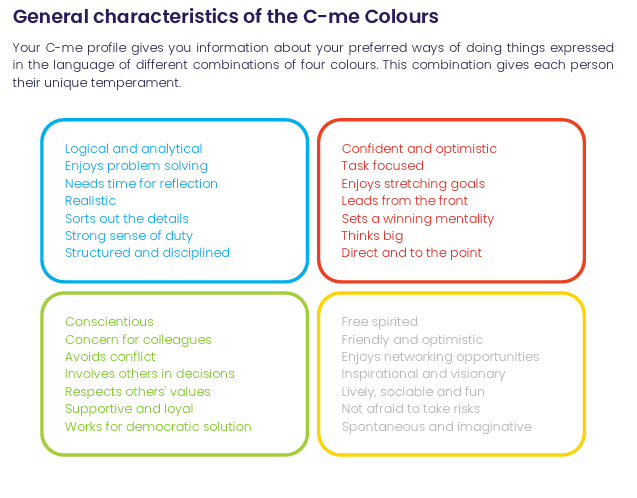 General characteristics of the C-me Colours
Your C-me profile gives you information about your preferred ways of doing things expressed
in the language of different combinations of four colours. This combination gives each person
their unique temperament.
Logical and analytical
Enjoys problem solving
Needs time for reflection
Realistic
Sorts out the details
Strong sense of duty
Structured and disciplined
Confident and optimistic
Task focused
Enjoys stretching goals
Leads from the front
Sets a winning mentality
Thinks big
Direct and to the point
Conscientious
Concern for colleagues
Avoids conflict
Involves others in decisions
Respects others' values
Supportive and loyal
Works for democratic solution
Free spirited
Friendly and optimistic
Enjoys networking opportunities
Inspirational and visionary
Lively, sociable and fun
Not afraid to take risks
Spontaneous and imaginative